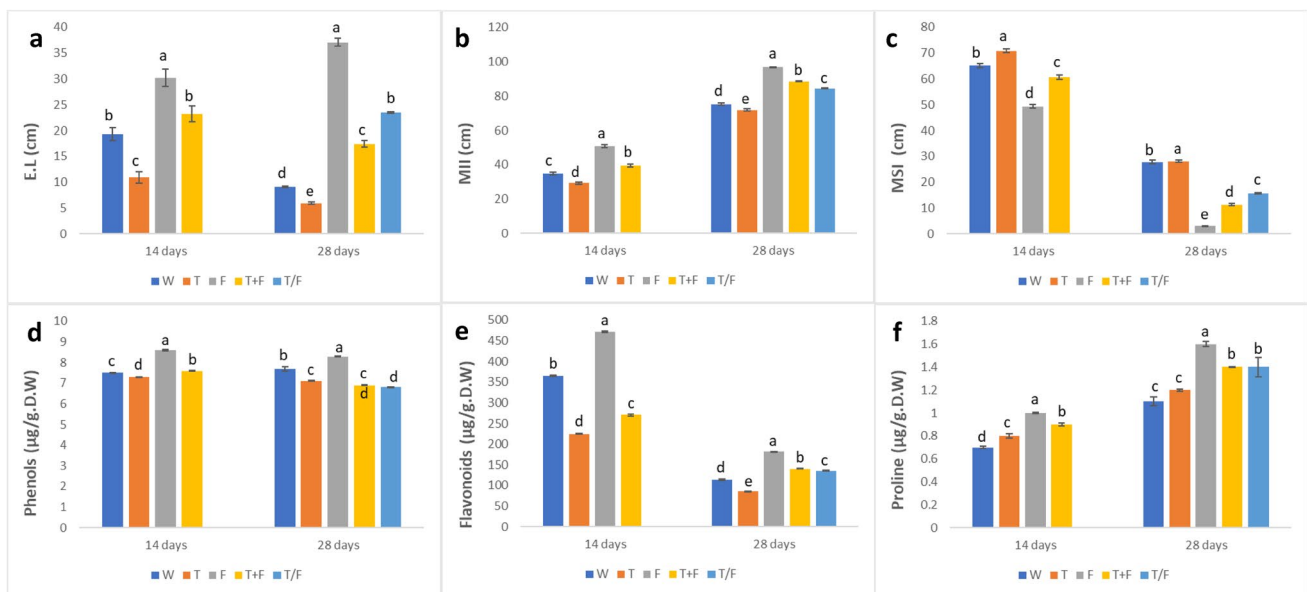 a
E.L (cm)
40
35
30
25
20
15
10
5
0
b
c
a
b
d
e
a
c
b
14 days
28 days
W T F T+F T/F
b
MII (cm)
120
100
80
60
40
20
0
c
d
a
b
d
e
a
b
c
14 days
28 days
W T F T+F T/F
c
MSI (cm)
80
70
60
50
40
30
20
10
0
b
a
d
c
b
a
e
d
c
14 days
28 days
W T F T+F T/F
d
Phenols (µg/g.D.W)
10
9
8
7
6
5
4
3
2
1
0
c
d
a
b
b
c
a
c
d
d
14 days
28 days
W T F T+F T/F
e
Flavonoids (µg/g.D.W)
500
450
400
350
300
250
200
150
100
50
0
b
d
a
c
d
e
a
b
c
14 days
28 days
W T F T+F T/F
f
Proline (µg/g.D.W)
1.8
1.6
1.4
1.2
1
0.8
0.6
0.4
0.2
0
d
c
a
b
c
c
a
b
b
14 days
28 days
W T F T+F T/F